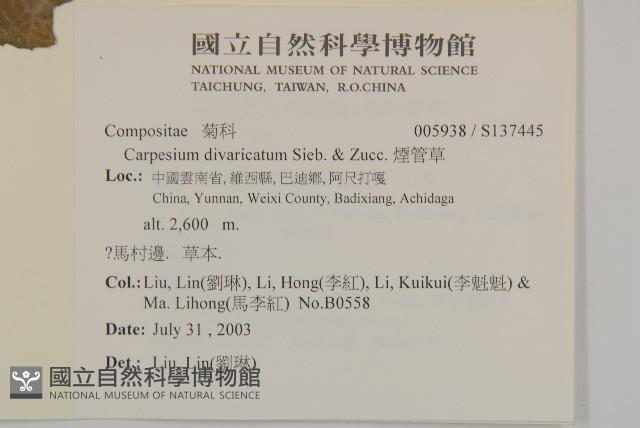 國立自然科學博物館
NATIONAL MUSEUM OF NATURAL SCIENCE
TAICHUNG, TAIWAN, R.O.CHINA
Compositae 菊科 005938 / S137445
Carpesium divaricatum Sieb. & Zucc. 煙管草
Loc.: 中國雲南省, 維西縣, 巴迪鄉, 阿尺打嘎
China, Yunnan, Weixi County, Badixiang, Achidaga
alt. 2,600 m.
?馬村邊. 草本.
Col.: Liu, Lin(劉琳), Li, Hong(李紅), Li, Kuikui(李魁魁) &
Ma. Lihong(馬李紅) No.B0558
Date: July 31 , 2003
Det.: Liu, Lin(劉琳)
國立自然科學博物館
NATIONAL MUSEUM OF NATURAL SCIENCE